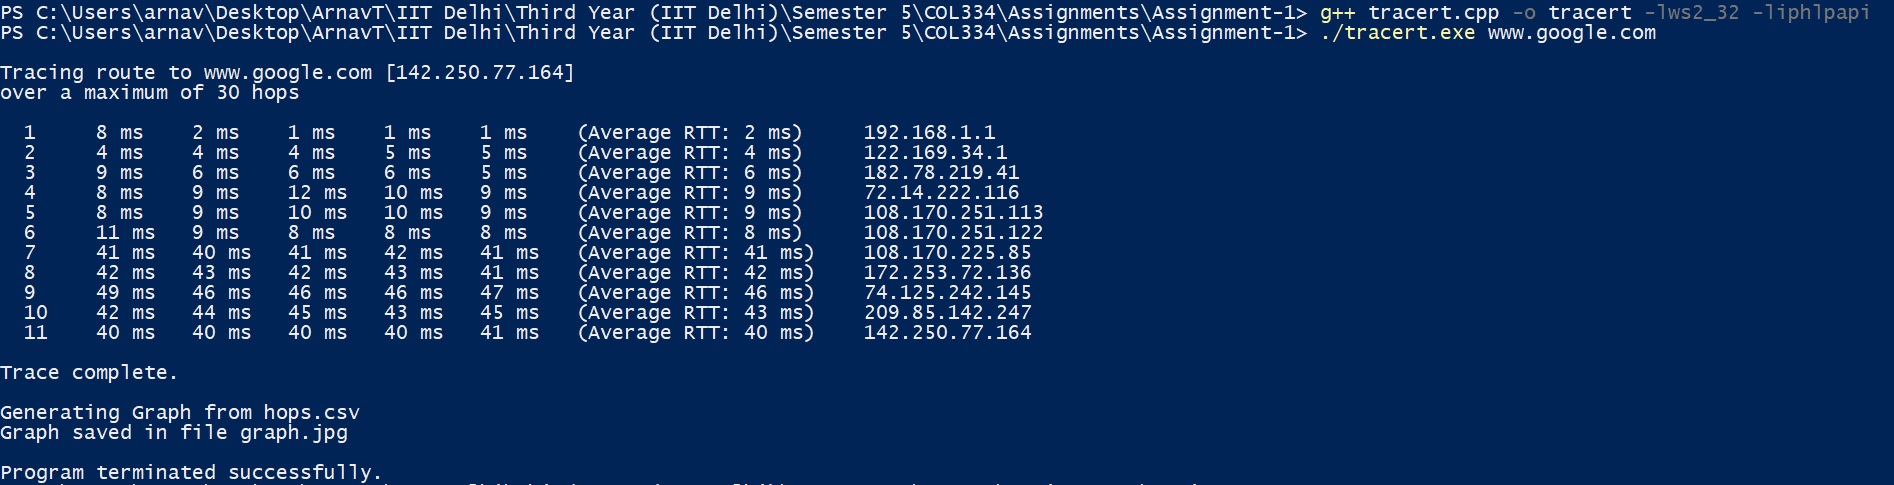 PS C:\Users\arnav\Desktop\ArnavT\IIT Delhi\Third Year (IIT Delhi)\Semester 5\COL334\Assignments\Assignment-1> g++ tracert.cpp -o tracert -lws2_32 -liphlpapi
PS C:\Users\arnav\Desktop\ArnavT\IIT Delhi\Third Year (IIT Delhi)\Semester 5\COL334\Assignments\Assignment-1> ./tracert.exe www.google.com
Tracing route to www.google.com [142.250.77.164]
over a maximum of 30 hops
1 8 ms 2 ms 1 ms 1 ms 1 ms (Average RTT: 2 ms) 192.168.1.1
2 4 ms 4 ms 4 ms 5 ms 5 ms (Average RTT: 4 ms) 122.169.34.1
3 9 ms 6 ms 6 ms 6 ms 5 ms (Average RTT: 6 ms) 182.78.219.41
4 8 ms 9 ms 12 ms 10 ms 9 ms (Average RTT: 9 ms) 72.14.222.116
5 8 ms 9 ms 10 ms 10 ms 9 ms (Average RTT: 9 ms) 108.170.251.113
6 11 ms 9 ms 8 ms 8 ms 8 ms (Average RTT: 8 ms) 108.170.251.122
7 41 ms 40 ms 41 ms 42 ms 41 ms (Average RTT: 41 ms) 108.170.225.85
8 42 ms 43 ms 42 ms 43 ms 41 ms (Average RTT: 42 ms) 172.253.72.136
9 49 ms 46 ms 46 ms 46 ms 47 ms (Average RTT: 46 ms) 74.125.242.145
10 42 ms 44 ms 45 ms 43 ms 45 ms (Average RTT: 43 ms) 209.85.142.247
11 40 ms 40 ms 40 ms 40 ms 41 ms (Average RTT: 40 ms) 142.250.77.164
Trace complete.
Generating Graph from hops.csv
Graph saved in file graph.jpg
Program terminated successfully.